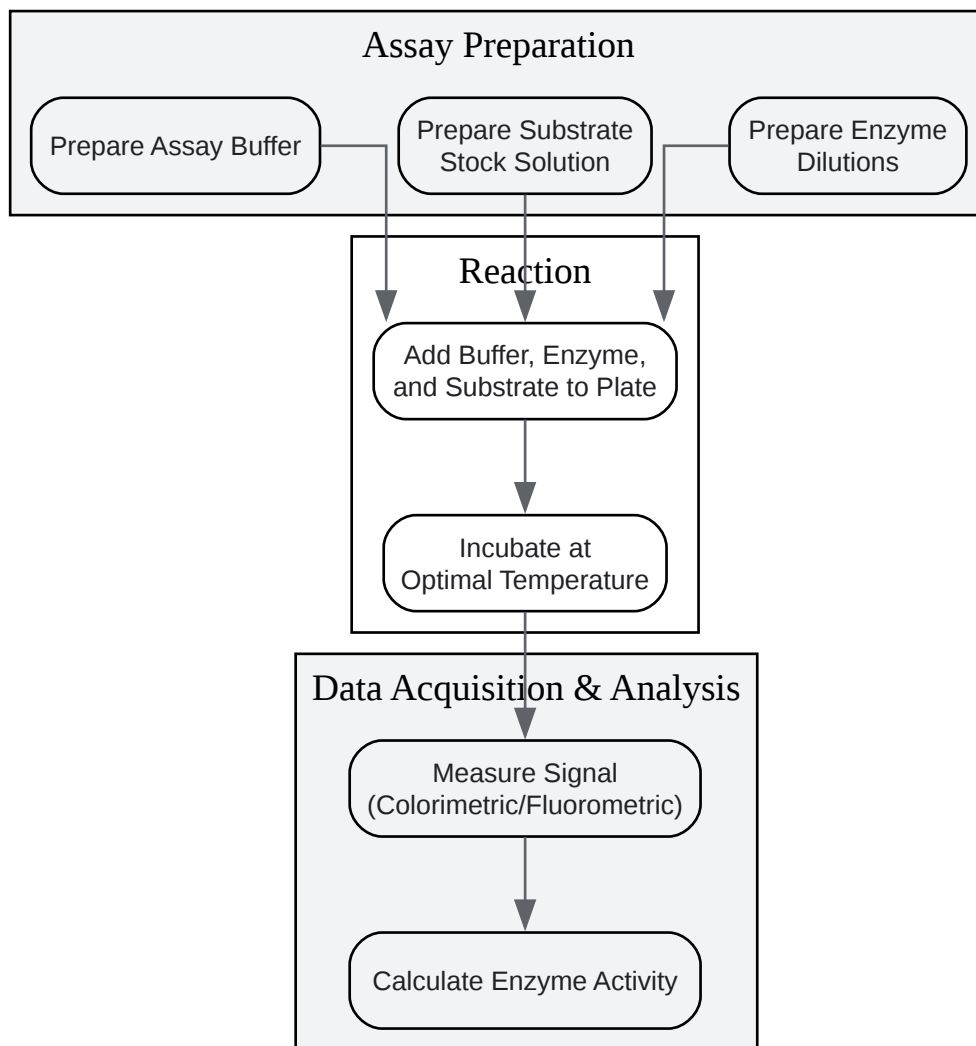 Assay Preparation
Prepare Assay Buffer
Prepare Substrate
Stock Solution
Prepare Enzyme
Dilutions
Reaction
Add Buffer, Enzyme,
and Substrate to Plate
Incubate at
Optimal Temperature
Data Acquisition & Analysis
Measure Signal
(Colorimetric/Fluorometric)
Calculate Enzyme Activity